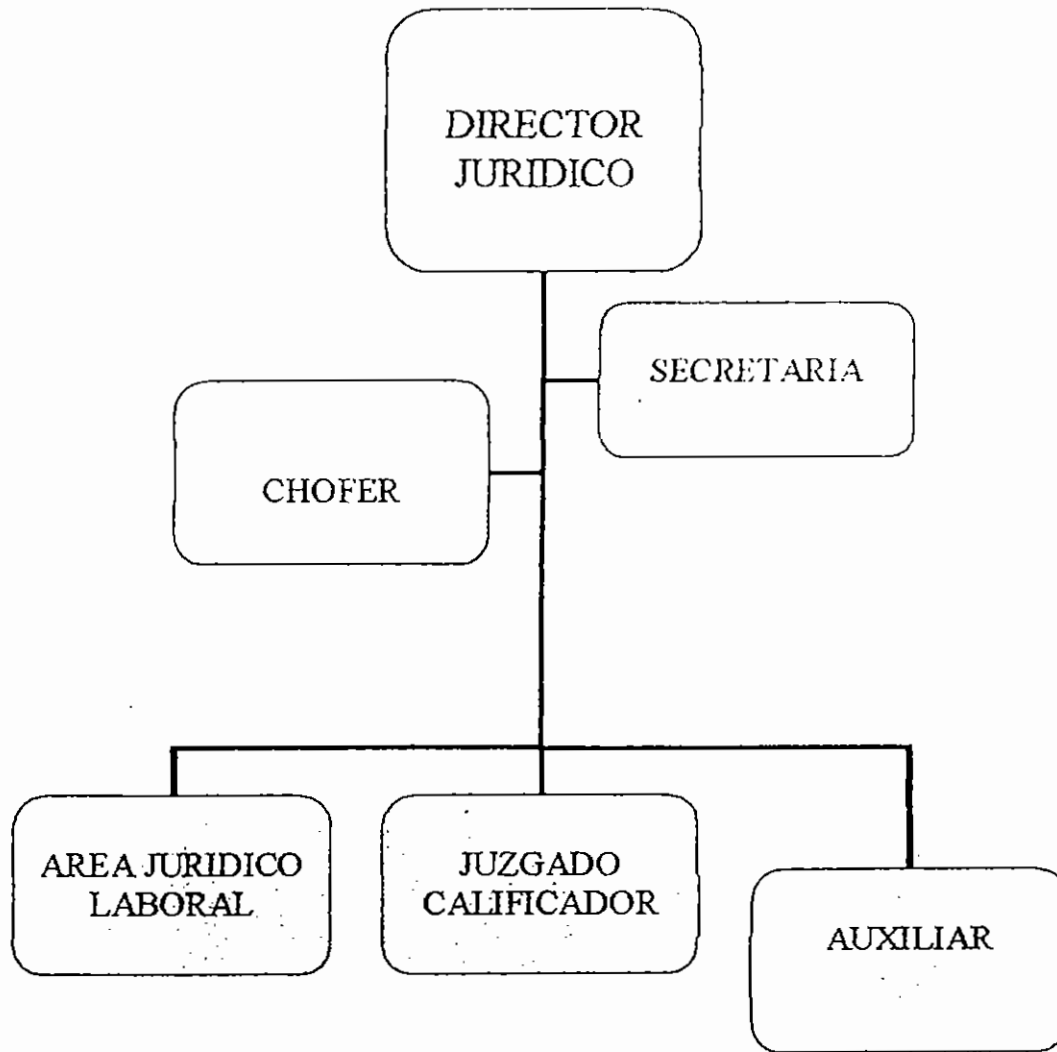 DIRECTOR
JURIDICO
SECRETARIA
CHOFER
AREA JURIDICO
LABORAL
JUZGADO
CALIFICADOR
AUXILIAR